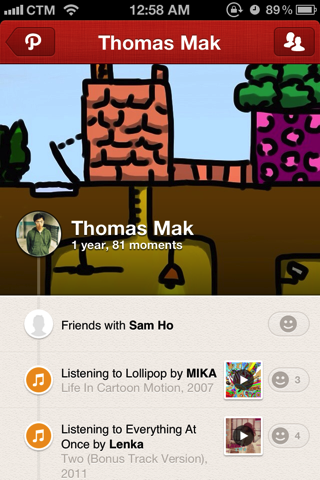 CTM 12:58 AM 89%
Thomas Mak
Thomas Mak
1 year, 81 moments
Friends with Sam Ho
Listening to Lollipop by MIKA
Life In Cartoon Motion, 2007
3
Listening to Everything At
Once by Lenka
Two (Bonus Track Version),
2011
4